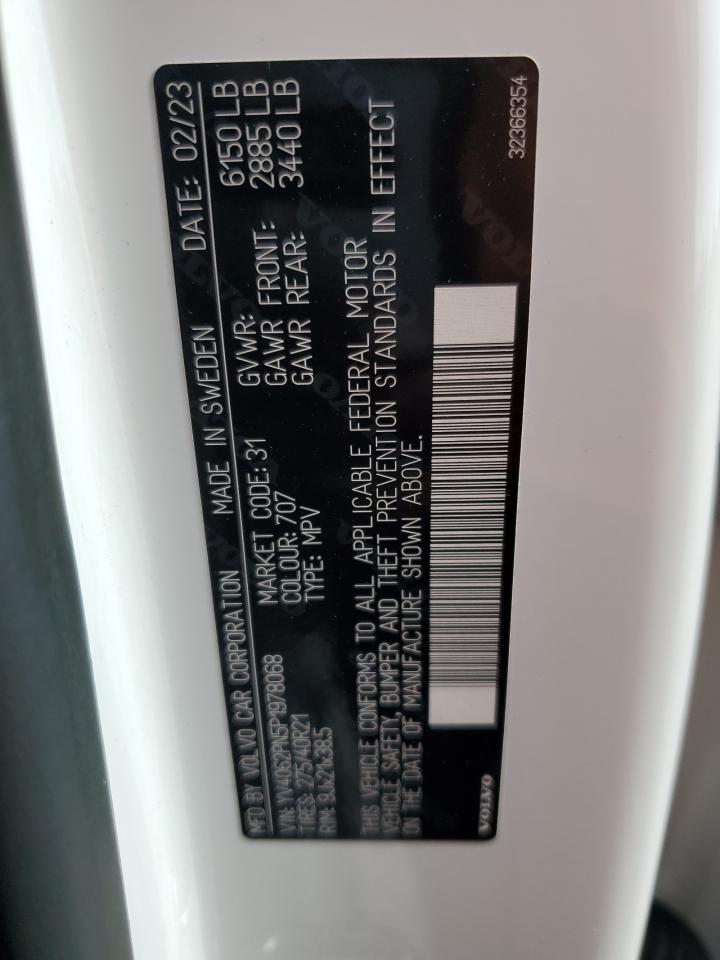 MFD BY VOLVO CAR CORPORATION MADE IN SWEDEN DATE: 02/23
VIN: YV4062PN5P1978068 MARKET CODE: 31 GVWR: 6150 LB
TIRES: 275/40R21 COLOUR: 707 GAWR FRONT: 2885 LB
RIM: 9Jx21x38.5 TYPE: MPV GAWR REAR: 3440 LB
THIS VEHICLE CONFORMS TO ALL APPLICABLE FEDERAL MOTOR
VEHICLE SAFETY, BUMPER AND THEFT PREVENTION STANDARDS IN EFFECT
ON THE DATE OF MANUFACTURE SHOWN ABOVE.
VOLVO 32366354